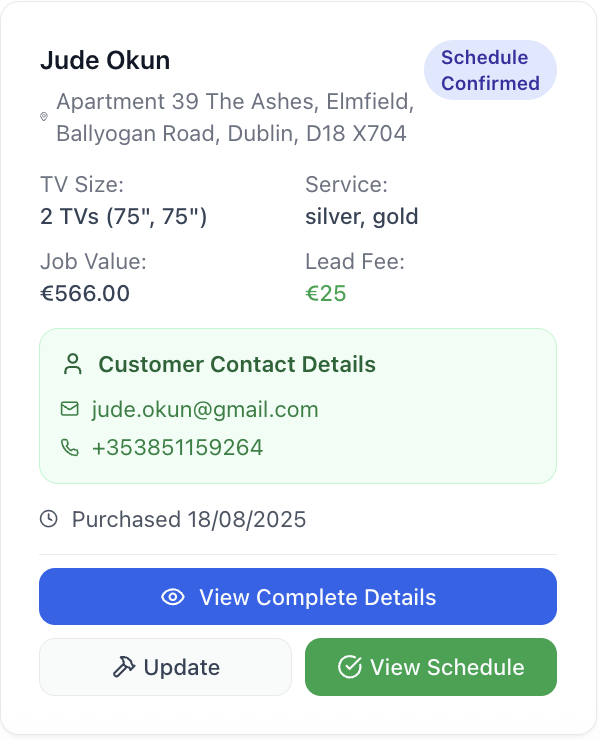 Jude Okun
Schedule
Confirmed
Apartment 39 The Ashes, Elmfield,
Ballyogan Road, Dublin, D18 X704
TV Size:
2 TVs (75", 75")
Service:
silver, gold
Job Value:
€566.00
Lead Fee:
€25
Customer Contact Details
jude.okun@gmail.com
+353851159264
Purchased 18/08/2025
View Complete Details
Update
View Schedule